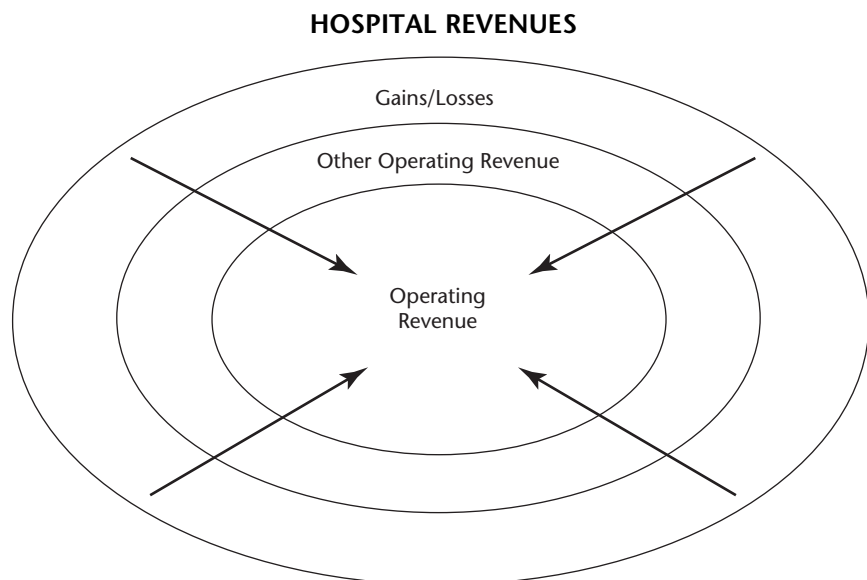 HOSPITAL REVENUES
Gains/Losses
Other Operating Revenue
Operating
Revenue